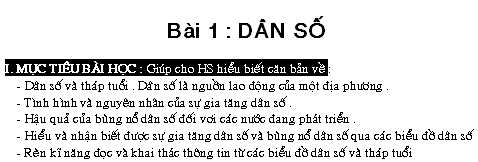 Bài 1 : DÂN SỐ
I. MỤC TIÊU BÀI HỌC : Giúp cho HS hiểu biết căn bản về :
- Dân số và tháp tuổi . Dân số là nguồn lao động của một địa phương .
- Tình hình và nguyên nhân của sự gia tăng dân số .
- Hậu quả của bùng nổ dân số đối với các nước đang phát triển .
- Hiểu và nhận biết được sự gia tăng dân số và bùng nổ dân số qua các biểu đồ dân số
- Rèn kĩ năng đọc và khai thác thông tin từ các biểu đồ dân số và tháp tuổi